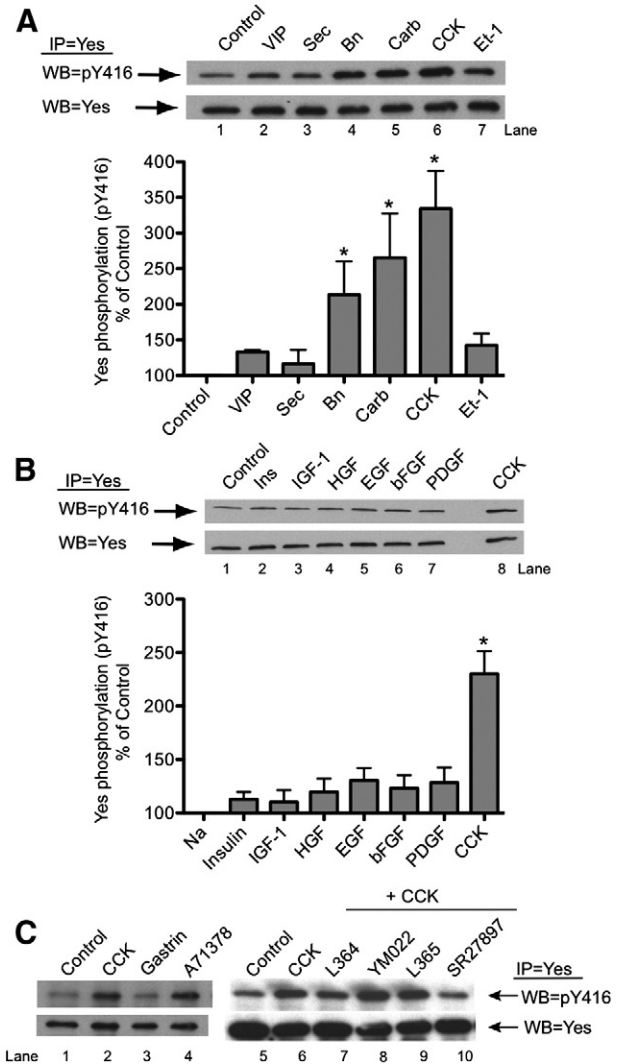 A
IP=Yes
Control VIP Sec Bn Carb CCK Et-1
WB=pY416
WB=Yes
1 2 3 4 5 6 7 Lane
Yes phosphorylation (pY416)
% of Control
400
350
300
250
200
150
100
* * *
Control VIP Sec Bn Carb CCK Et-1
B
IP=Yes
Control Ins IGF-1 HGF EGF bFGF PDGF CCK
WB=pY416
WB=Yes
1 2 3 4 5 6 7 8 Lane
Yes phosphorylation (pY416)
% of Control
300
250
200
150
100
*
Na Insulin IGF-1 HGF EGF bFGF PDGF CCK
C
+ CCK
Control CCK Gastrin A71378 Control CCK L364 YM022 L365 SR27897
IP=Yes
WB=pY416
WB=Yes
Lane 1 2 3 4 5 6 7 8 9 10